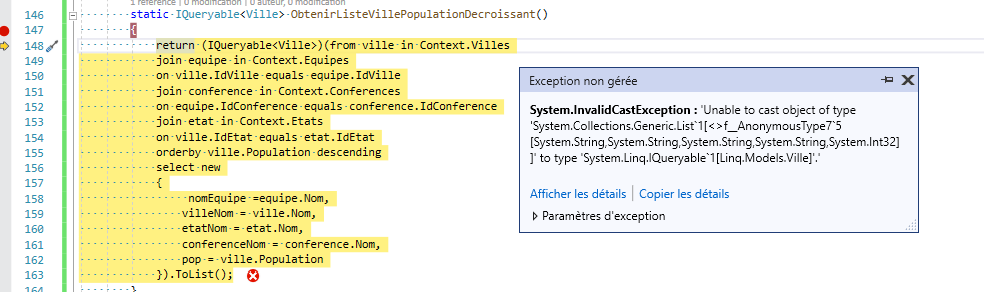 1 reference | 0 modification | 0 auteur, 0 modification
146 static IQueryable<Ville> ObtenirListeVillePopulationDecroissant()
147 {
148 return (IQueryable<Ville>)(from ville in Context.Villes
149 join equipe in Context.Equipes
150 on ville.IdVille equals equipe.IdVille
151 join conference in Context.Conferences
152 on equipe.IdConference equals conference.IdConference
153 join etat in Context.Etats
154 on ville.IdEtat equals etat.IdEtat
155 orderby ville.Population descending
156 select new
157 {
158 nomEquipe =equipe.Nom,
159 villeNom = ville.Nom,
160 etatNom = etat.Nom,
161 conferenceNom = conference.Nom,
162 pop = ville.Population
163 }).ToList();
164 }
Exception non gérée
System.InvalidCastException : 'Unable to cast object of type
'System.Collections.Generic.List`1[<>f__AnonymousType7`5
[System.String,System.String,System.String,System.String,System.Int32]
]' to type 'System.Linq.IQueryable`1[Linq.Models.Ville]'.'
Afficher les détails | Copier les détails
Paramètres d'exception